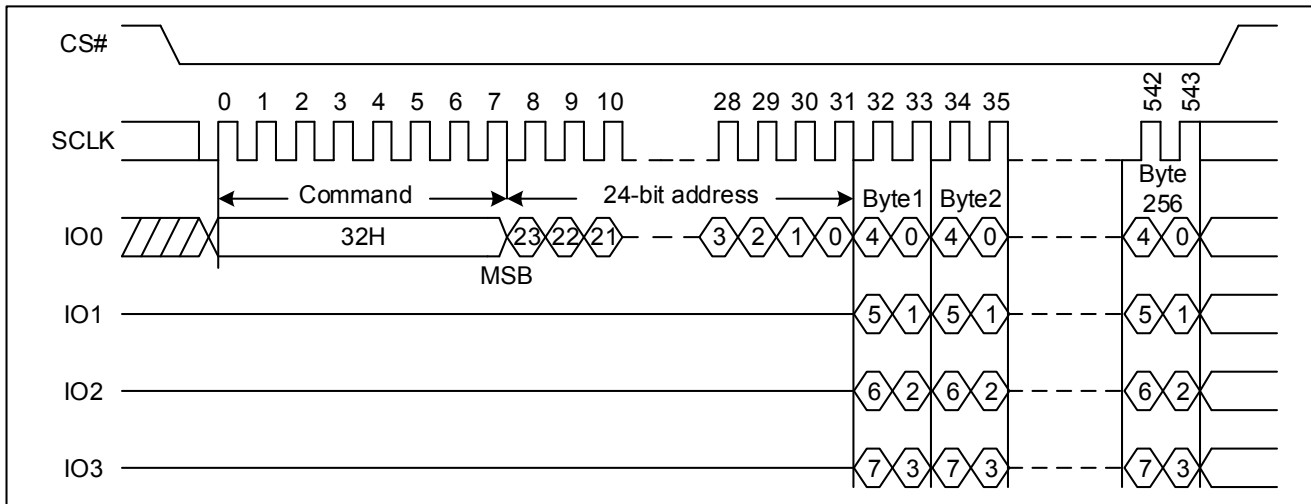 CS#
0 1 2 3 4 5 6 7 8 9 10 28 29 30 31 32 33 34 35 542 543
SCLK
Command 24-bit address Byte1 Byte2 Byte
256
IO0 32H 23 22 21 3 2 1 0 4 0 4 0 4 0
MSB
IO1 5 1 5 1 5 1
IO2 6 2 6 2 6 2
IO3 7 3 7 3 7 3